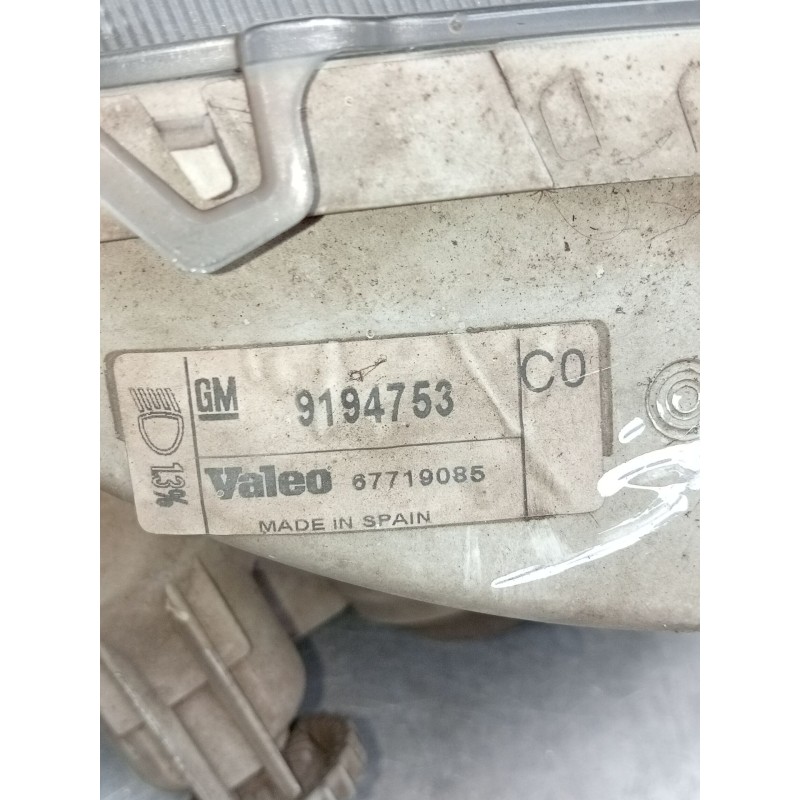 GM 9194753 C0
Valeo 67719085
1.3%
MADE IN SPAIN